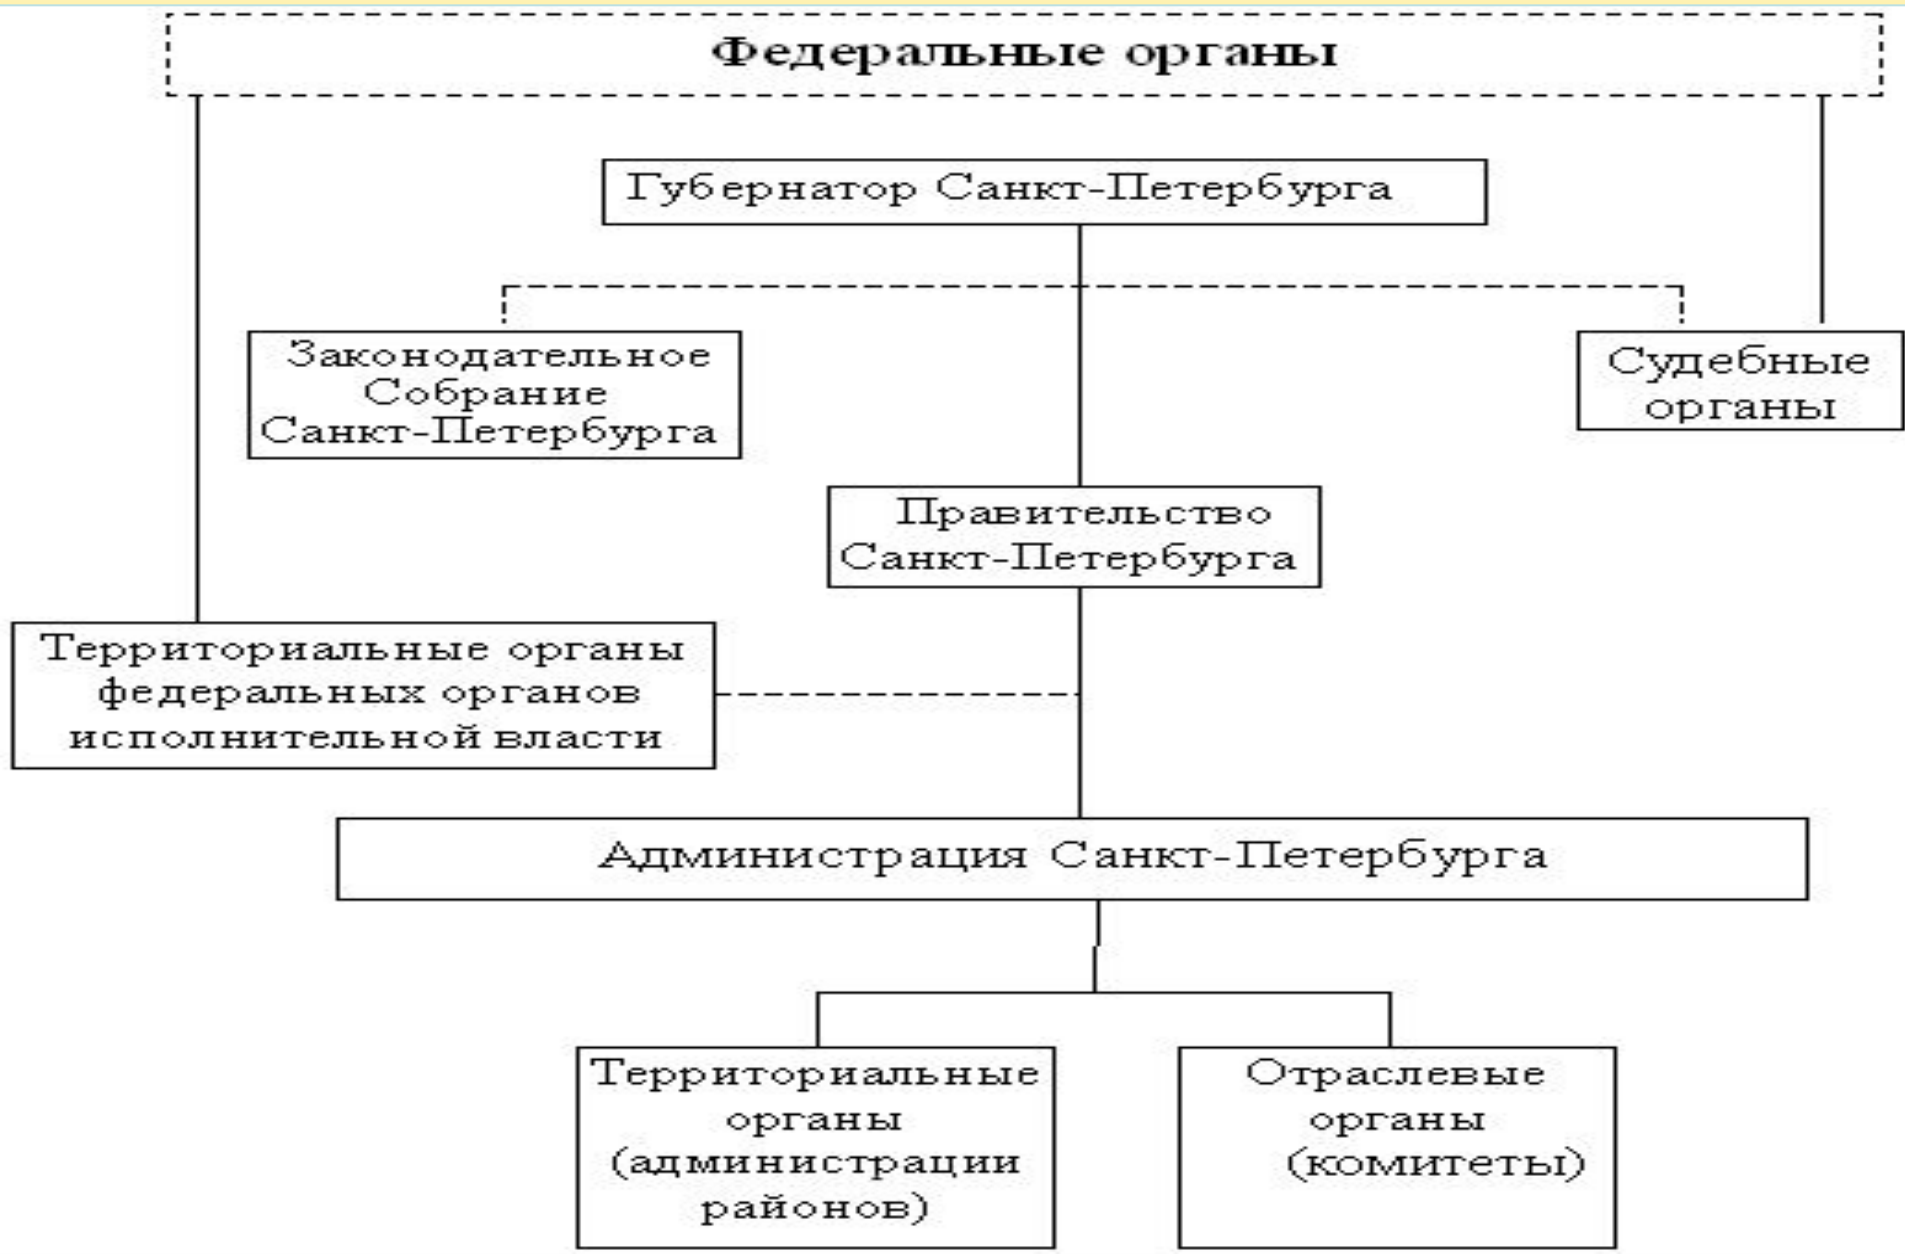 Федеральные органы
Губернатор Санкт-Петербурга
Законодательное
Собрание
Санкт-Петербурга
Судебные
органы
Правительство
Санкт-Петербурга
Территориальные органы
федеральных органов
исполнительной власти
Администрация Санкт-Петербурга
Территориальные
органы
(администрации
районов)
Отраслевые
органы
(комитеты)